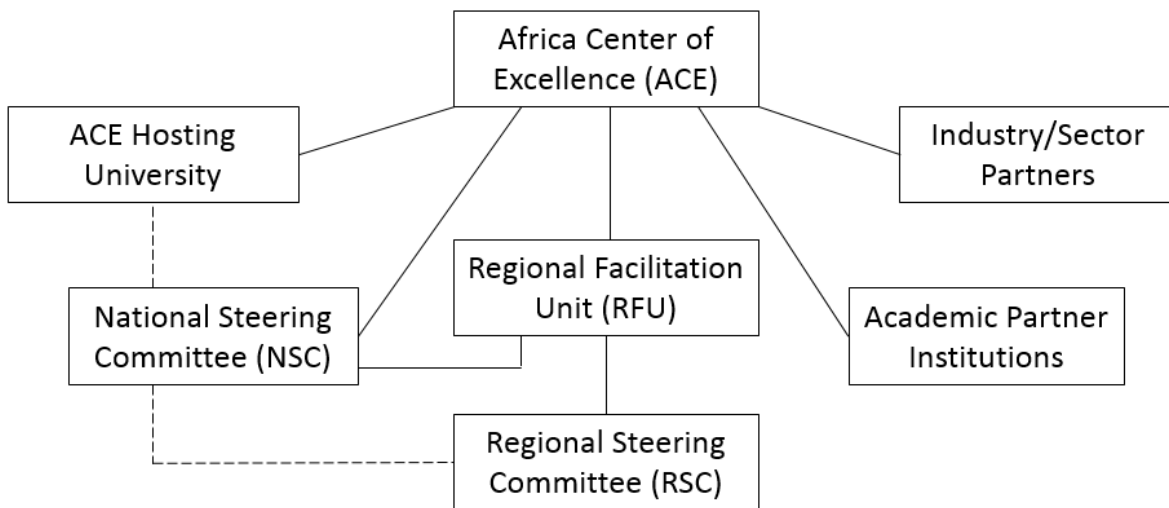 Africa Center of
Excellence (ACE)
ACE Hosting
University
Industry/Sector
Partners
Regional Facilitation
Unit (RFU)
National Steering
Committee (NSC)
Academic Partner
Institutions
Regional Steering
Committee (RSC)